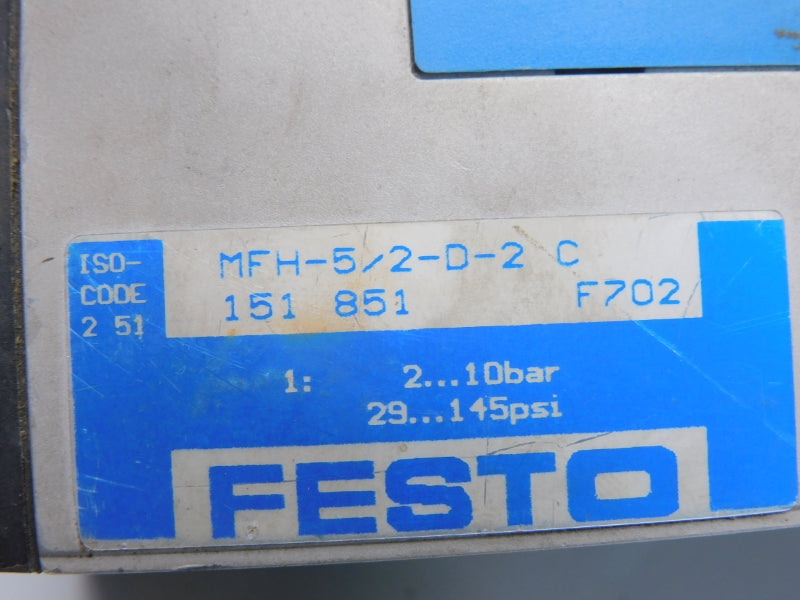 ISO-
CODE
2 51
MFH-5/2-D-2 C
151 851 F702
1: 2...10bar
29...145psi
FESTO